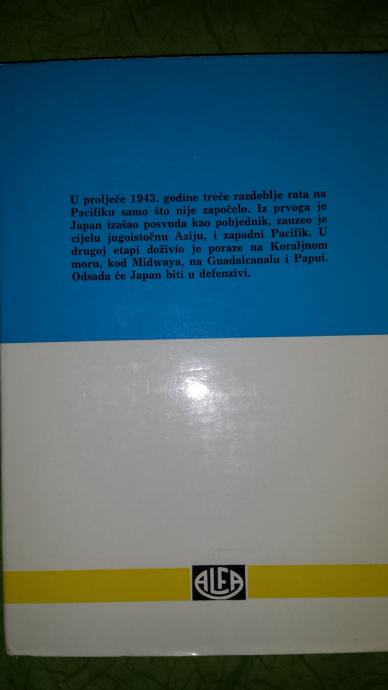 U proljeće 1943. godine treće razdoblje rata na
Pacifiku samo što nije započelo. Iz prvoga je
Japan izašao posvuda kao pobjednik, zauzeo je
cijelu jugoistočnu Aziju, i zapadni Pacifik. U
drugoj etapi doživio je poraze na Koraljnom
moru, kod Midwaya, na Guadalcanalu i Papui.
Odsada će Japan biti u defenzivi.
ALFA